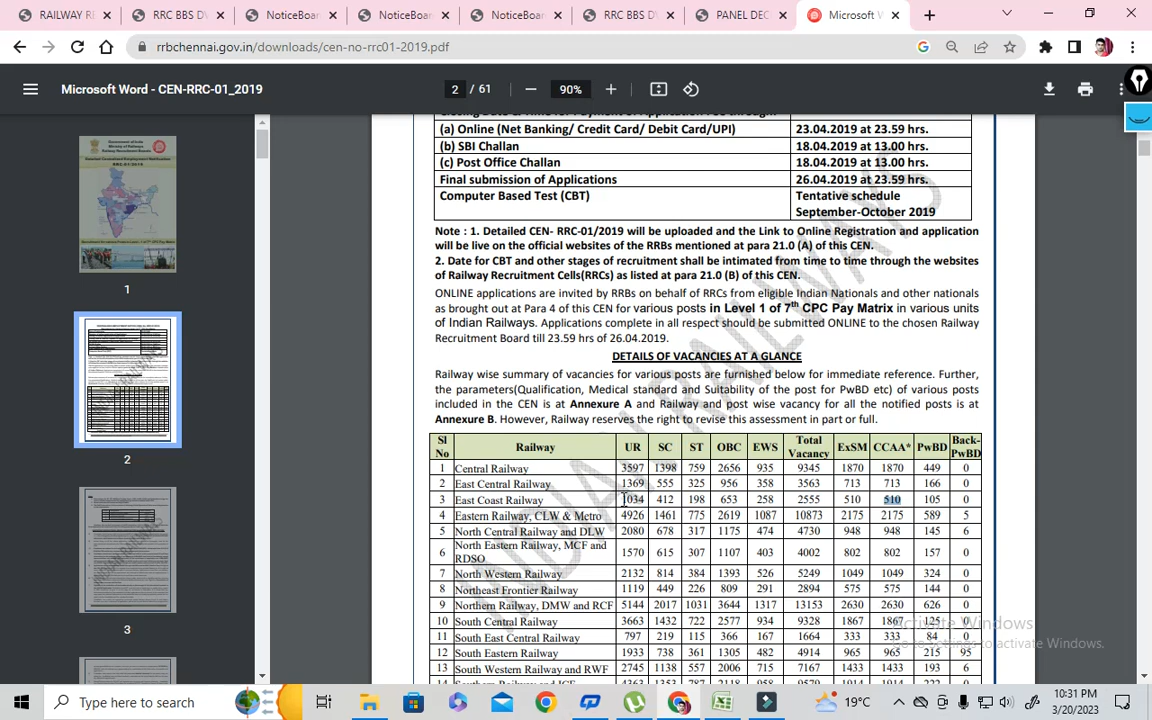 RAILWAY R
RRC BBS D
NoticeBoar
NoticeBoar
NoticeBoar
RRC BBS D
PANEL DEC
Microsoft W
rrbchennai.gov.in/downloads/cen-no-rrc01-2019.pdf
Microsoft Word - CEN-RRC-01_2019
2 / 61
90%
1
2
3
(a) Online (Net Banking/ Credit Card/ Debit Card/UPI) 23.04.2019 at 23.59 hrs.
(b) SBI Challan 18.04.2019 at 13.00 hrs.
(c) Post Office Challan 18.04.2019 at 13.00 hrs.
Final submission of Applications 26.04.2019 at 23.59 hrs.
Computer Based Test (CBT) Tentative schedule
September-October 2019
Note : 1. Detailed CEN- RRC-01/2019 will be uploaded and the Link to Online Registration and application
will be live on the official websites of the RRBs mentioned at para 21.0 (A) of this CEN.
2. Date for CBT and other stages of recruitment shall be intimated from time to time through the websites
of Railway Recruitment Cells(RRCs) as listed at para 21.0 (B) of this CEN.
ONLINE applications are invited by RRBs on behalf of RRCs from eligible Indian Nationals and other nationals
as brought out at Para 4 of this CEN for various posts in Level 1 of 7th CPC Pay Matrix in various units
of Indian Railways. Applications complete in all respect should be submitted ONLINE to the chosen Railway
Recruitment Board till 23.59 hrs of 26.04.2019.
DETAILS OF VACANCIES AT A GLANCE
Railway wise summary of vacancies for various posts are furnished below for immediate reference. Further,
the parameters(Qualification, Medical standard and Suitability of the post for PwBD etc) of various posts
included in the CEN is at Annexure A and Railway and post wise vacancy for all the notified posts is at
Annexure B. However, Railway reserves the right to revise this assessment in part or full.
Sl No Railway UR SC ST OBC EWS Total Vacancy ExSM CCAA* PwBD Back-PwBD
1 Central Railway 3597 1398 759 2656 935 9345 1870 1870 449 0
2 East Central Railway 1369 555 325 956 358 3563 713 713 166 0
3 East Coast Railway 1034 412 198 653 258 2555 510 510 105 0
4 Eastern Railway, CLW & Metro 4926 1461 775 2619 1087 10873 2175 2175 589 5
5 North Central Railway and DLW 2080 678 317 1175 474 4730 948 948 145 6
6 North Eastern Railway, MCF and RDSO 1570 615 307 1107 403 4002 802 802 157 0
7 North Western Railway 2132 814 384 1393 526 5249 1049 1049 324 0
8 Northeast Frontier Railway 1119 449 226 809 291 2894 575 575 144 0
9 Northern Railway, DMW and RCF 5144 2017 1031 3644 1317 13153 2630 2630 626 0
10 South Central Railway 3663 1432 722 2577 934 9328 1867 1867 125 0
11 South East Central Railway 797 219 115 366 167 1664 333 333 84 0
12 South Eastern Railway 1933 738 361 1305 482 4914 965 965 215 95
13 South Western Railway and RWF 2745 1138 557 2006 715 7167 1433 1433 193 6
INDIAN RAILWAYS
Activate Windows
Go to Settings to activate Windows.
Type here to search
19°C
10:31 PM
3/20/2023